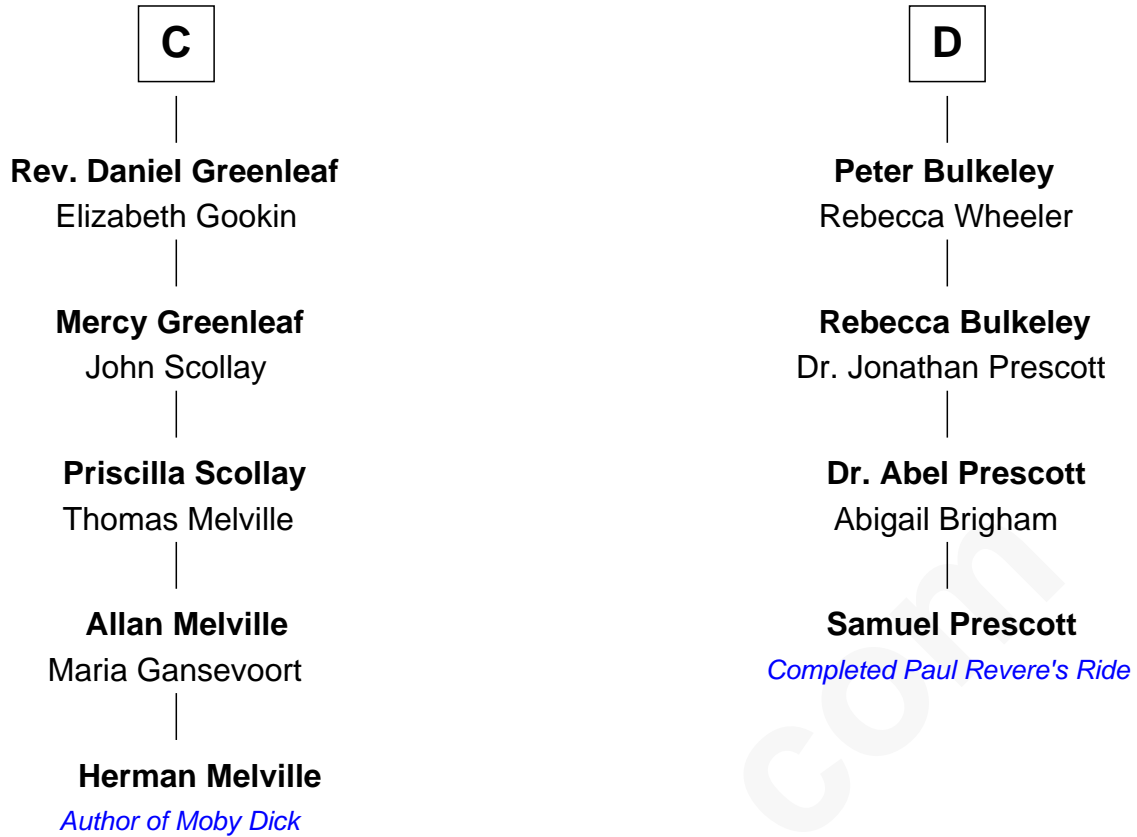 C
Rev. Daniel Greenleaf
Elizabeth Gookin
Mercy Greenleaf
John Scollay
Priscilla Scollay
Thomas Melville
Allan Melville
Maria Gansevoort
Herman Melville
Author of Moby Dick
D
Peter Bulkeley
Rebecca Wheeler
Rebecca Bulkeley
Dr. Jonathan Prescott
Dr. Abel Prescott
Abigail Brigham
Samuel Prescott
Completed Paul Revere's Ride
com